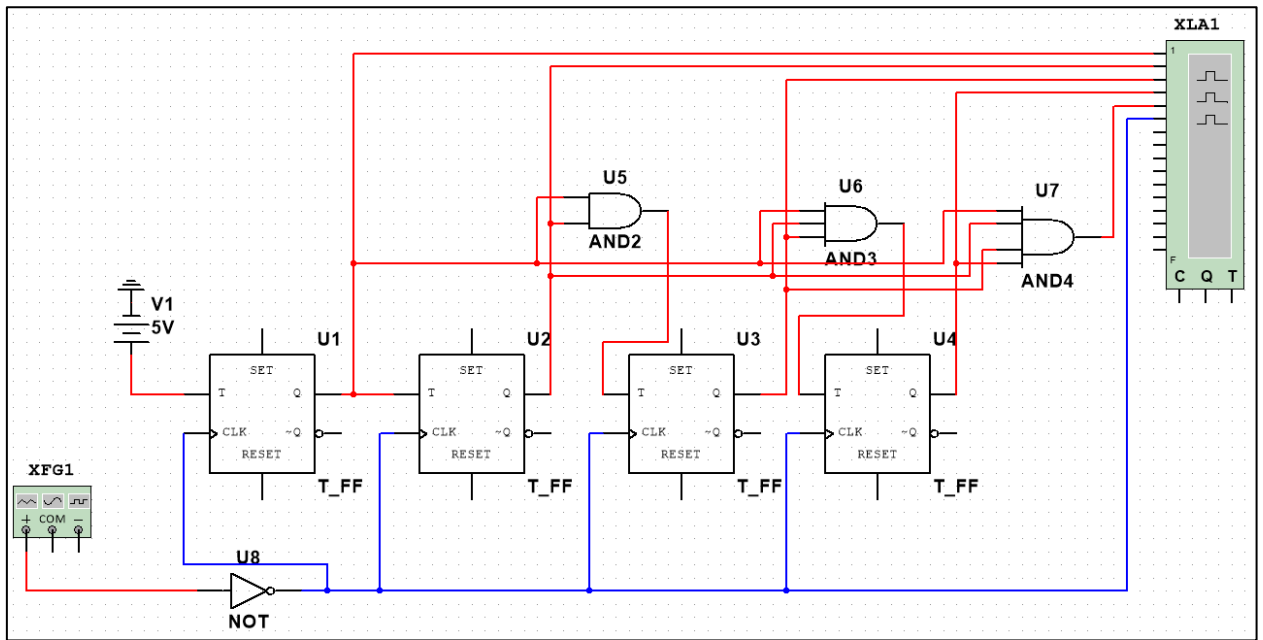 XLA1
1
F
C Q T
U5
AND2
U6
AND3
U7
AND4
V1
5V
U1
SET
T Q
CLK ~Q
RESET
T_FF
U2
SET
T Q
CLK ~Q
RESET
T_FF
U3
SET
T Q
CLK ~Q
RESET
T_FF
U4
SET
T Q
CLK ~Q
RESET
T_FF
XFG1
+ COM −
U8
NOT